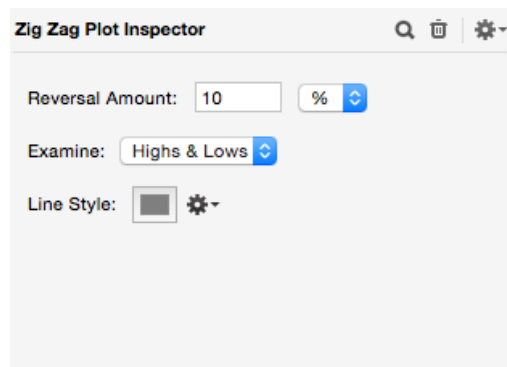 Zig Zag Plot Inspector
Reversal Amount: 10 %
Examine: Highs & Lows
Line Style: